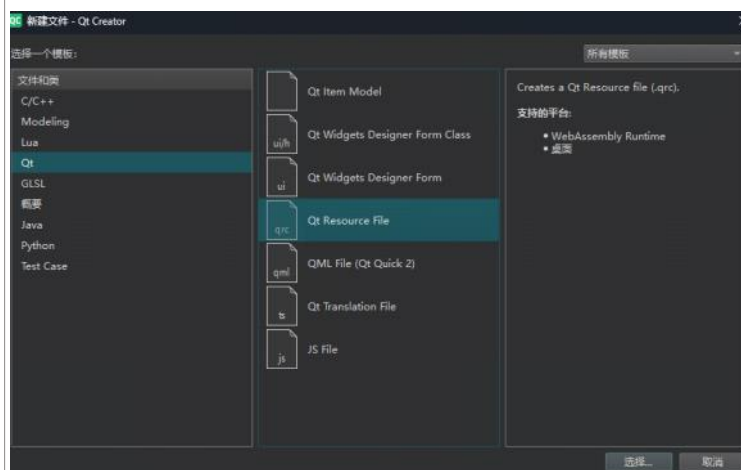 QC 新建文件 - Qt Creator
选择一个模板:
所有模板
文件和类
C/C++
Modeling
Lua
Qt
GLSL
概要
Java
Python
Test Case
Qt Item Model
ui/h
Qt Widgets Designer Form Class
ui
Qt Widgets Designer Form
qrc
Qt Resource File
qml
QML File (Qt Quick 2)
ts
Qt Translation File
js
JS File
Creates a Qt Resource file (.qrc).
支持的平台:
• WebAssembly Runtime
• 桌面
选择...
取消